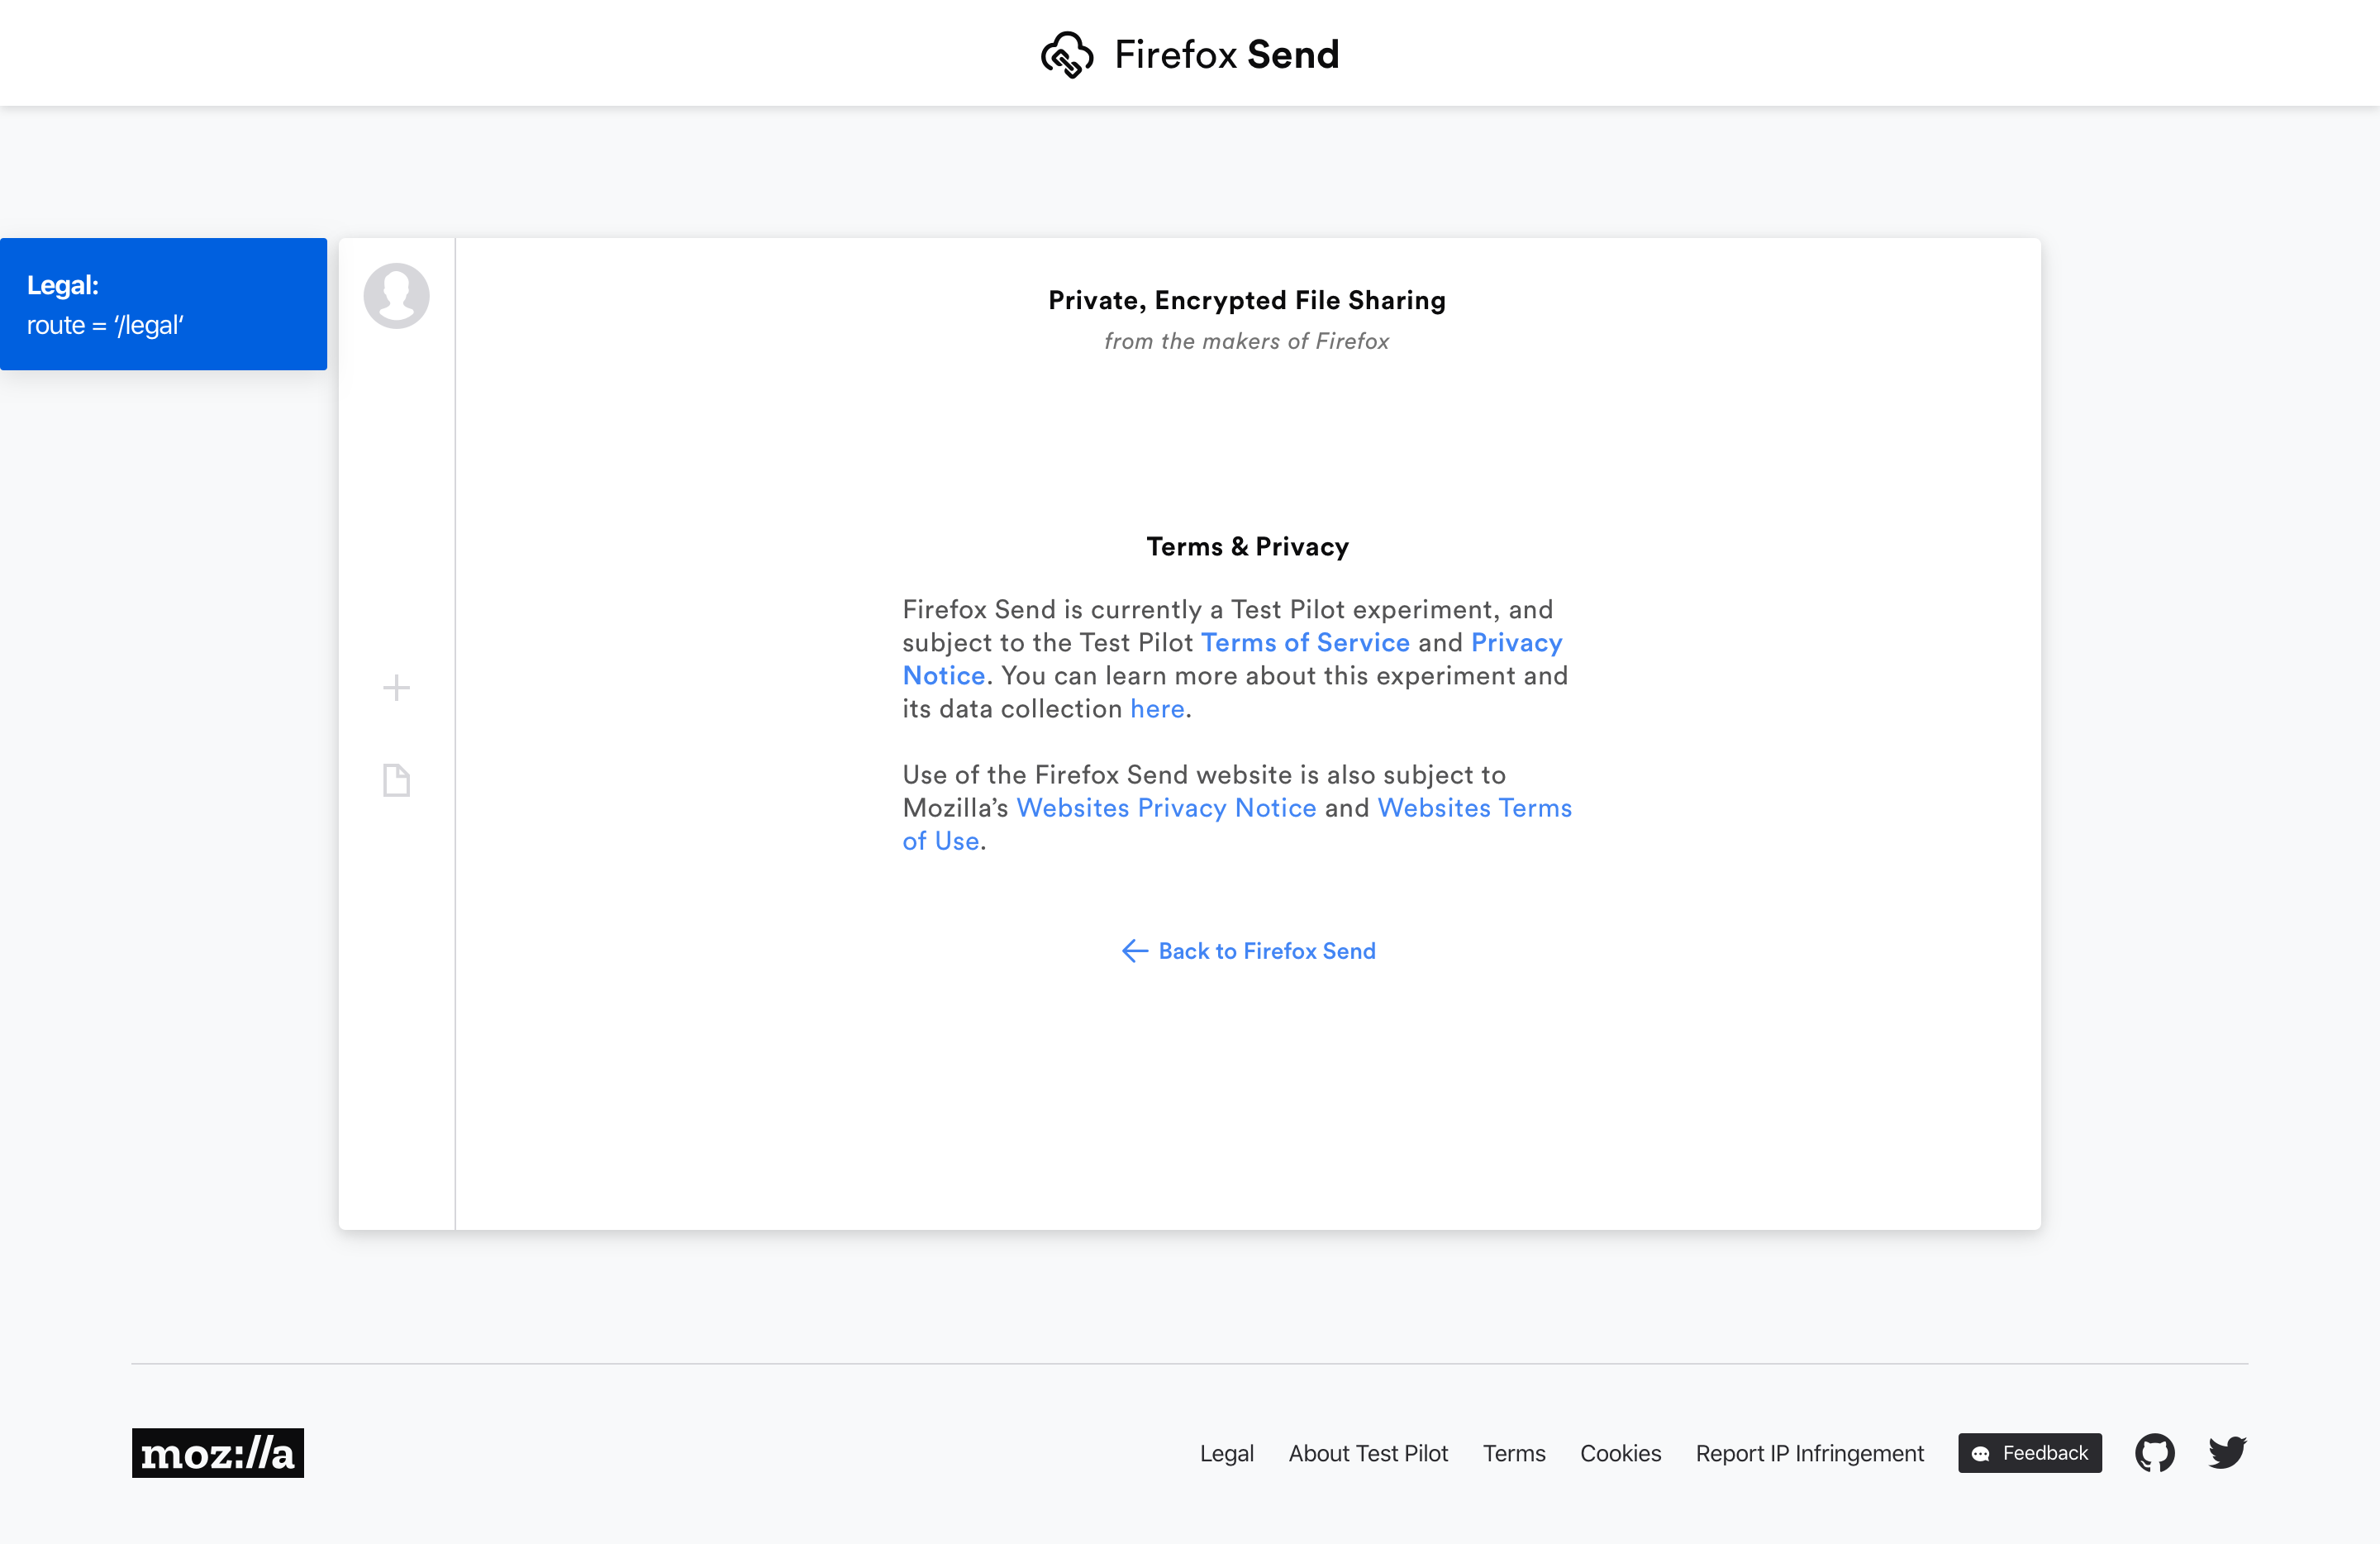 Firefox Send
Legal:
route = ‘/legal‘
Private, Encrypted File Sharing
from the makers of Firefox
Terms & Privacy
Firefox Send is currently a Test Pilot experiment, and
subject to the Test Pilot Terms of Service and Privacy
Notice. You can learn more about this experiment and
its data collection here.
Use of the Firefox Send website is also subject to
Mozilla’s Websites Privacy Notice and Websites Terms
of Use.
Back to Firefox Send
moz://a
Legal About Test Pilot Terms Cookies Report IP Infringement Feedback